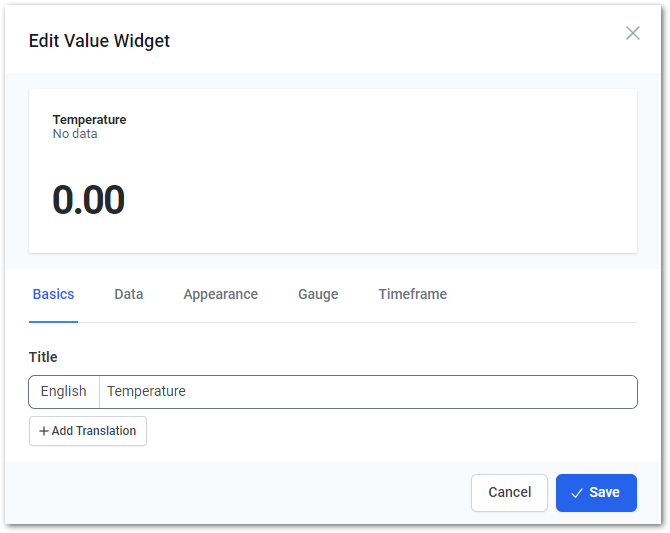 Edit Value Widget
Temperature
No data
0.00
Basics Data Appearance Gauge Timeframe
Title
English Temperature
+ Add Translation
Cancel Save